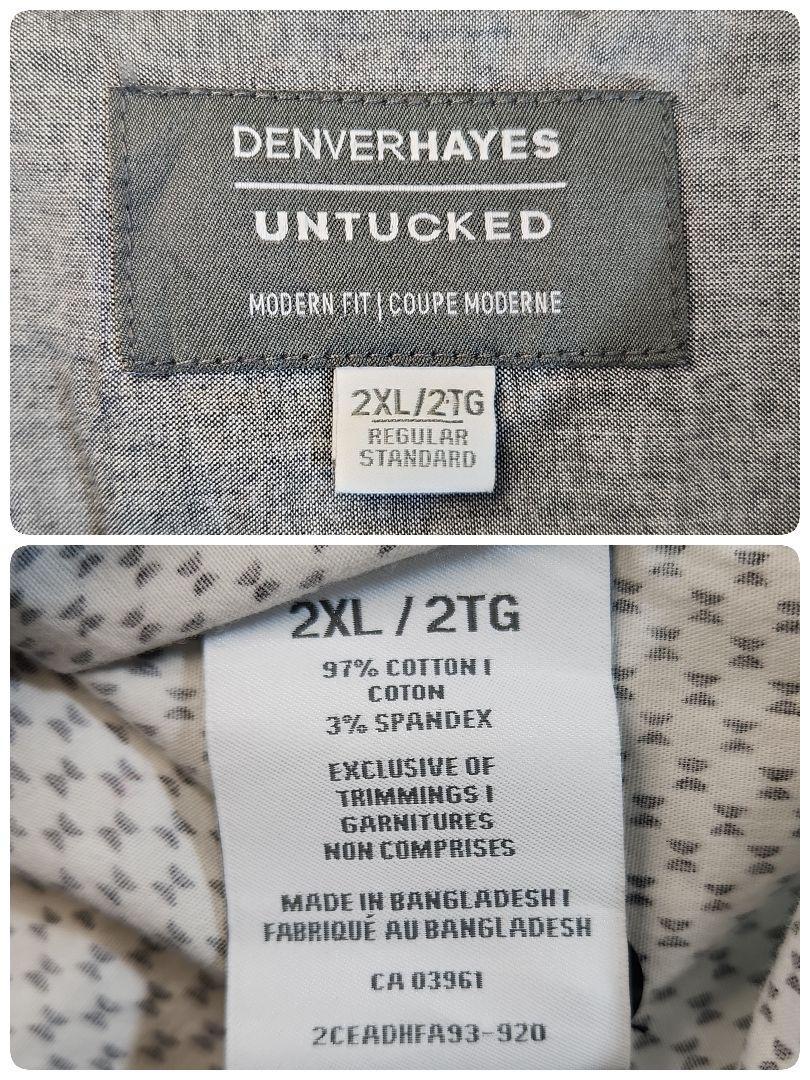 DENVERHAYES
UNTUCKED
MODERN FIT | COUPE MODERNE
2XL/2TG
REGULAR
STANDARD
2XL / 2TG
97% COTTON |
COTON
3% SPANDEX
EXCLUSIVE OF
TRIMMINGS |
GARNITURES
NON COMPRISES
MADE IN BANGLADESH |
FABRIQUÉ AU BANGLADESH
CA 03961
2CEADHFA93-920